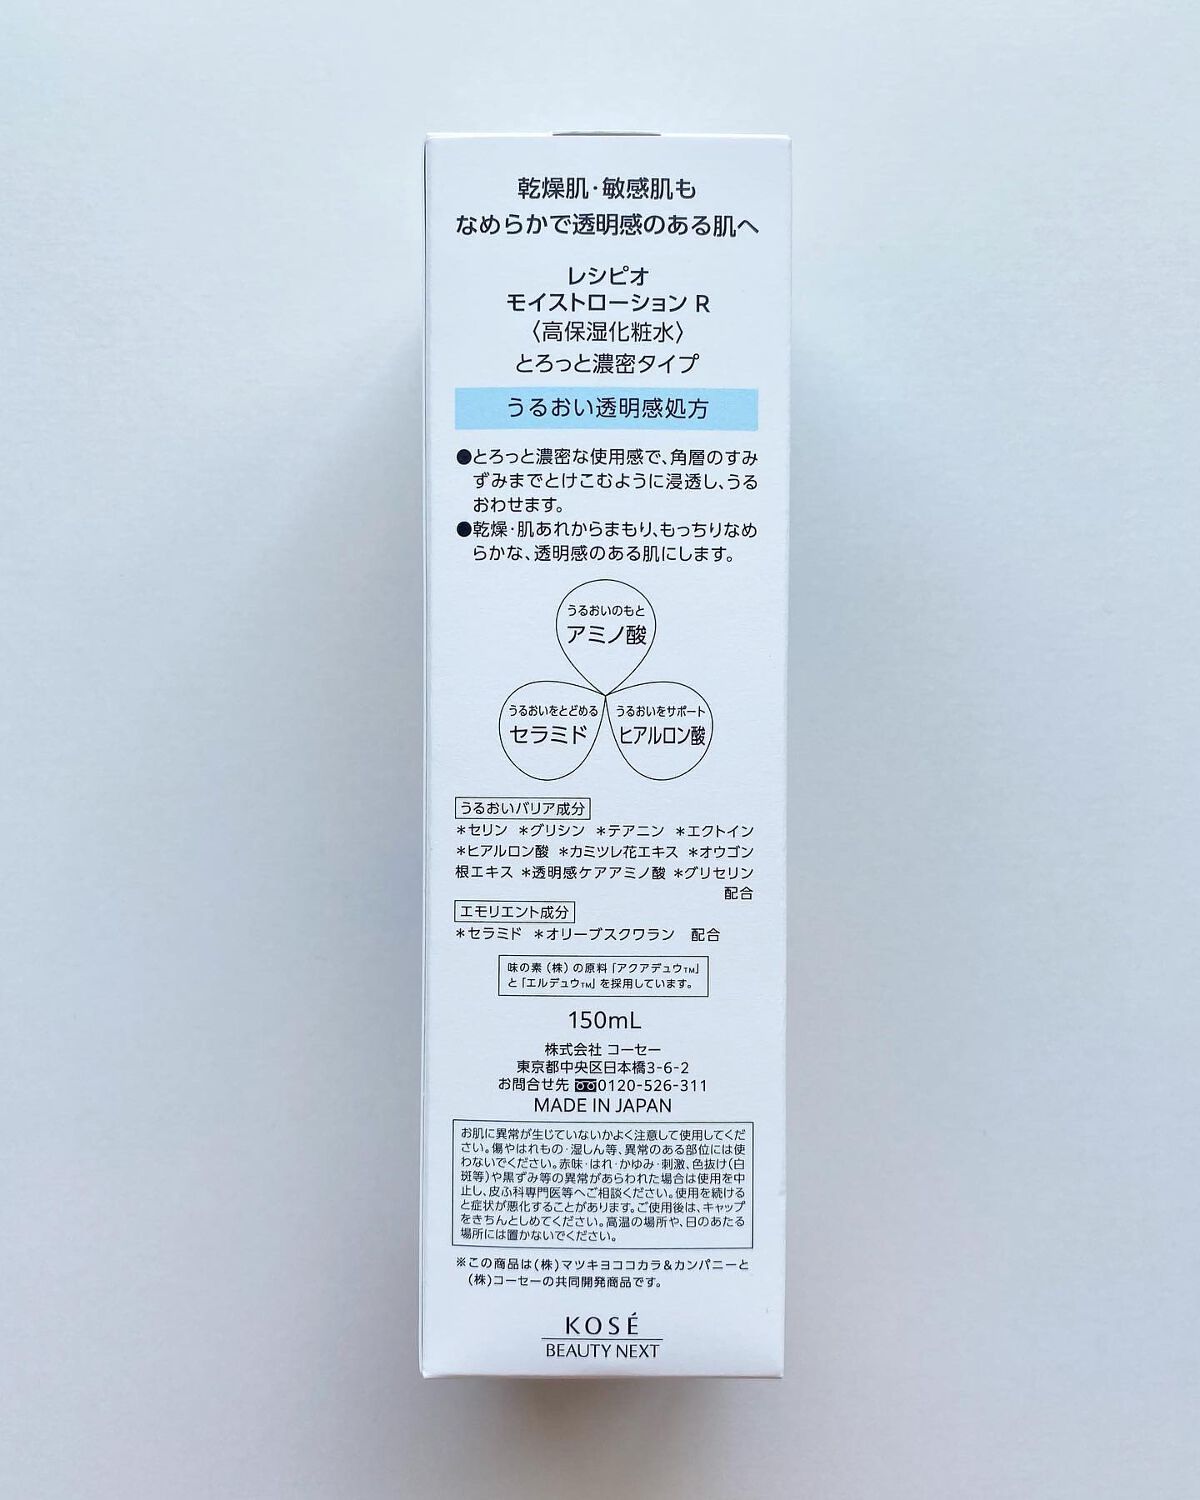 乾燥肌・敏感肌も
なめらかで透明感のある肌へ
レシピオ
モイストローション R
〈高保湿化粧水〉
とろっと濃密タイプ
うるおい透明感処方
●とろっと濃密な使用感で、角層のすみ
ずみまでとけこむように浸透し、うる
おわせます。
●乾燥・肌あれからまもり、もっちりなめ
らかな、透明感のある肌にします。
うるおいのもと
アミノ酸
うるおいをとどめる
セラミド
うるおいをサポート
ヒアルロン酸
うるおいバリア成分
*セリン *グリシン *テアニン *エクトイン
*ヒアルロン酸 *カミツレ花エキス *オウゴン
根エキス *透明感ケアアミノ酸 *グリセリン
配合
エモリエント成分
*セラミド *オリーブスクワラン 配合
味の素(株)の原料「アクアデュウTM」
と「エルデュウTM」を採用しています。
150mL
株式会社 コーセー
東京都中央区日本橋3-6-2
お問合せ先 0120-526-311
MADE IN JAPAN
お肌に異常が生じていないかよく注意して使用してくだ
さい。傷やはれもの・湿しん等、異常のある部位には使
わないでください。赤味・はれ・かゆみ・刺激、色抜け(白
斑等)や黒ずみ等の異常があらわれた場合は使用を中
止し、皮ふ科専門医等へご相談ください。使用を続ける
と症状が悪化することがあります。ご使用後は、キャップ
をきちんとしめてください。高温の場所や、日のあたる
場所には置かないでください。
※この商品は(株)マツキヨココカラ&カンパニーと
(株)コーセーの共同開発商品です。
KOSÉ
BEAUTY NEXT